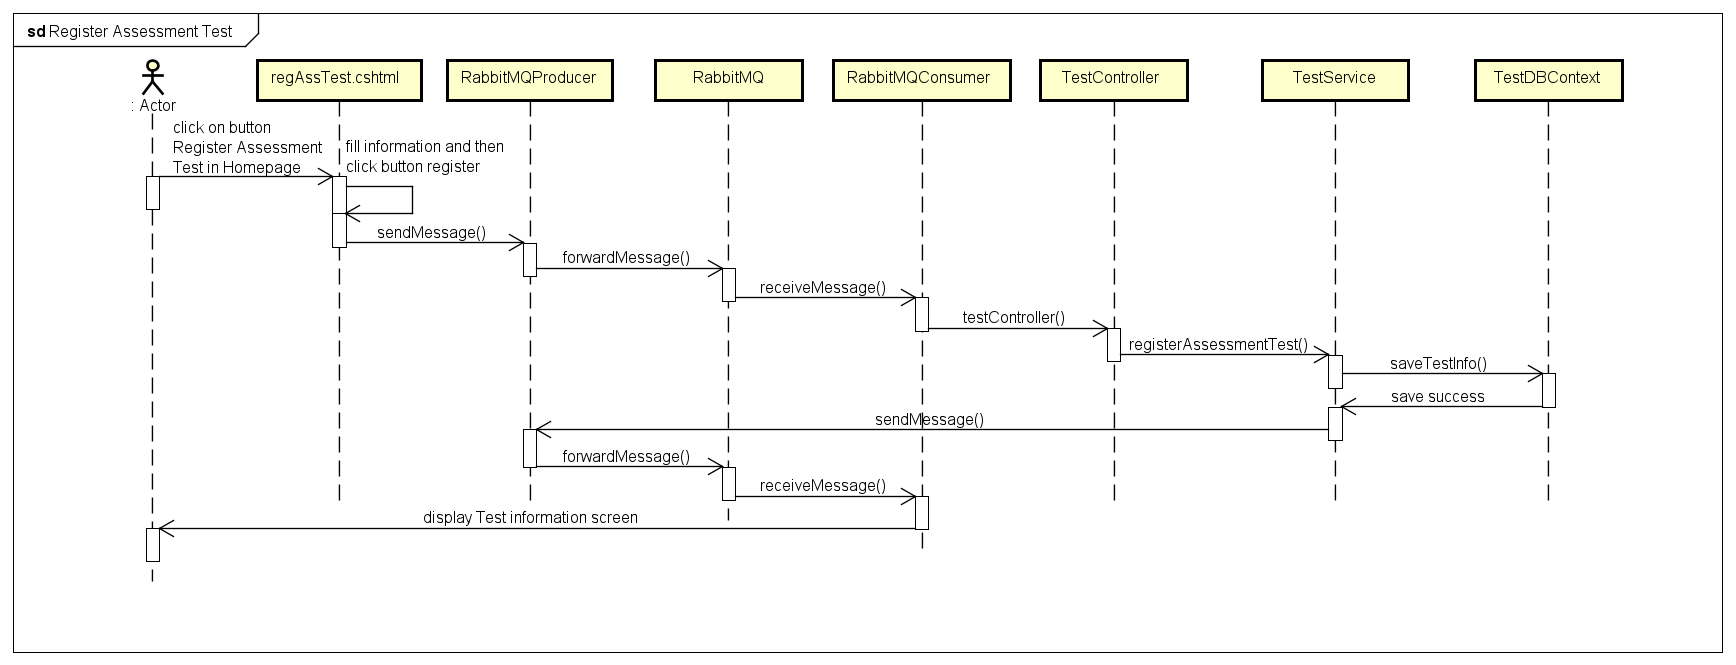 sd Register Assessment Test
: Actor
regAssTest.cshtml
RabbitMQProducer
RabbitMQ
RabbitMQConsumer
TestController
TestService
TestDBContext
click on button
Register Assessment
Test in Homepage
fill information and then
click button register
sendMessage()
forwardMessage()
receiveMessage()
testController()
registerAssessmentTest()
saveTestInfo()
save success
sendMessage()
forwardMessage()
receiveMessage()
display Test information screen